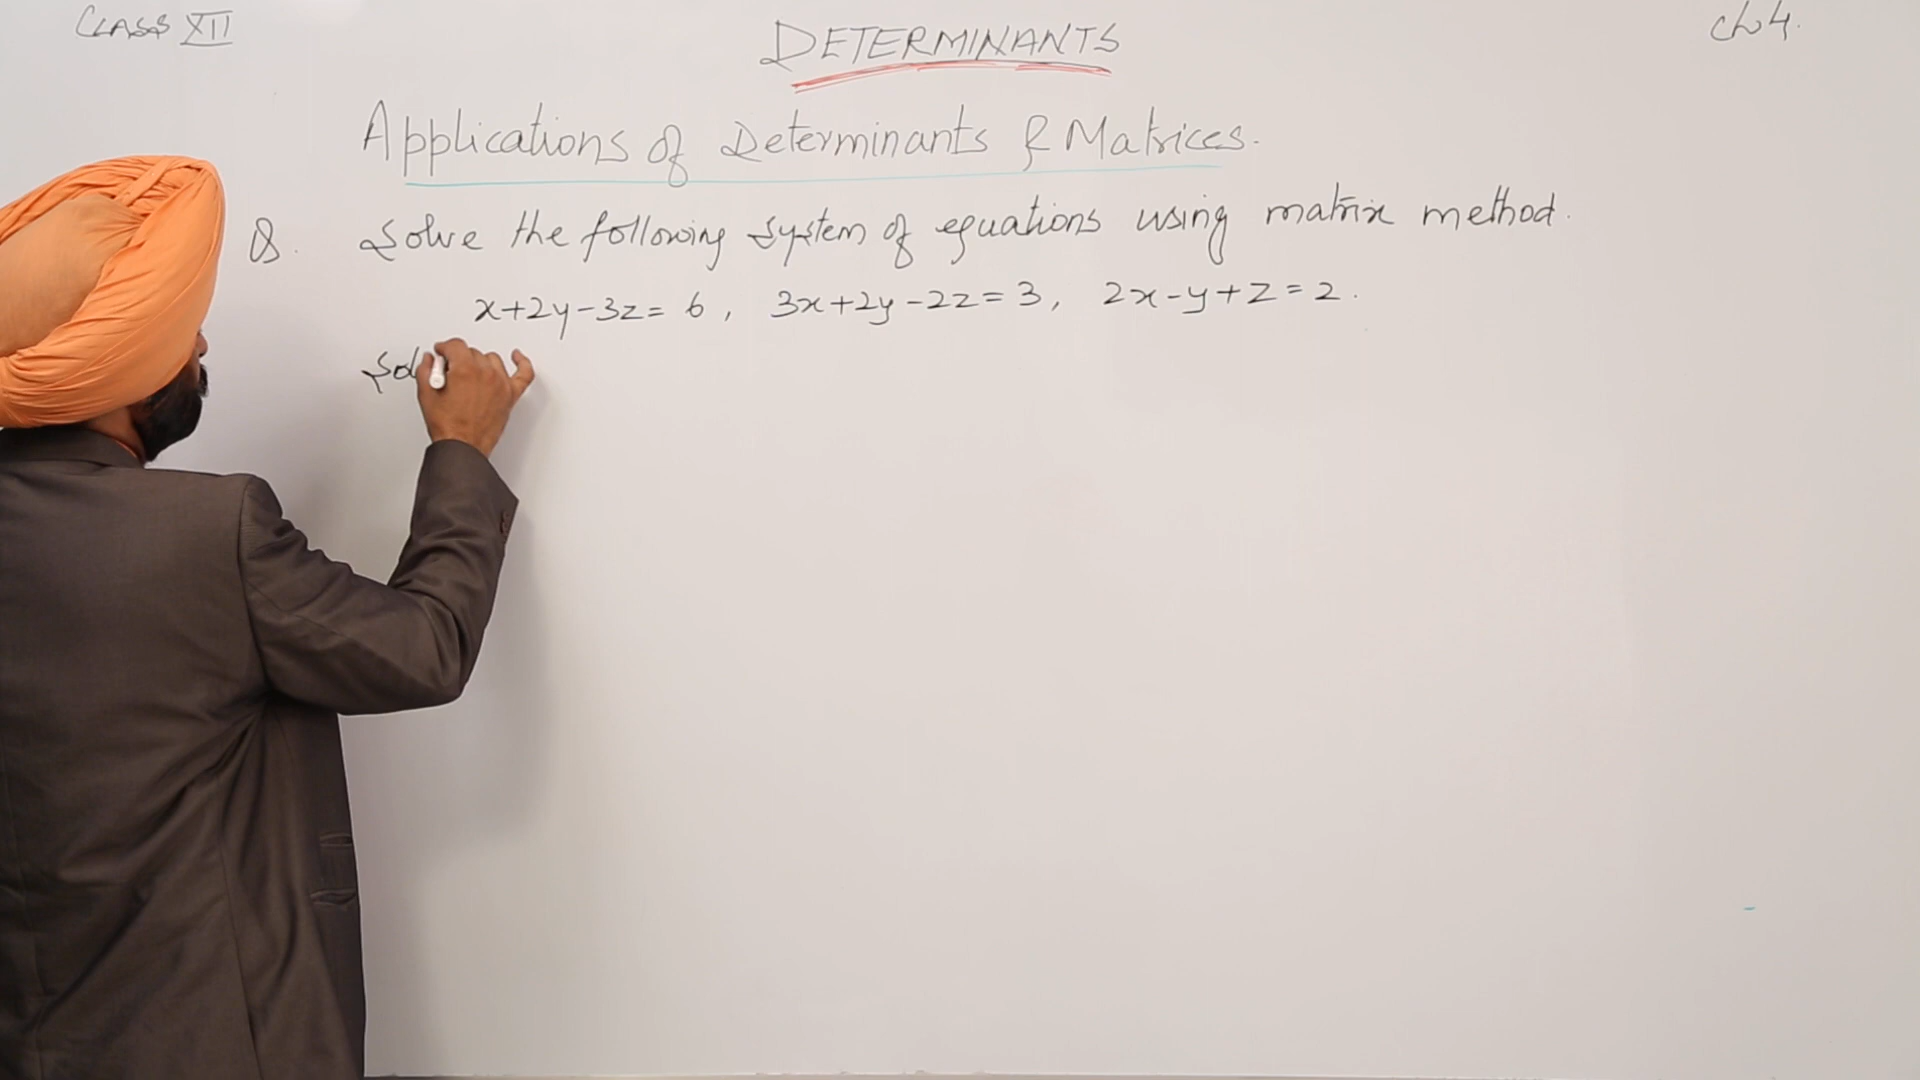 CLASS XII
DETERMINANTS
Ch 4.
Applications of Determinants & Matrices.
Q. Solve the following system of equations using matrix method.
x+2y-3z= 6, 3x+2y-2z=3, 2x-y+z=2.
Sol